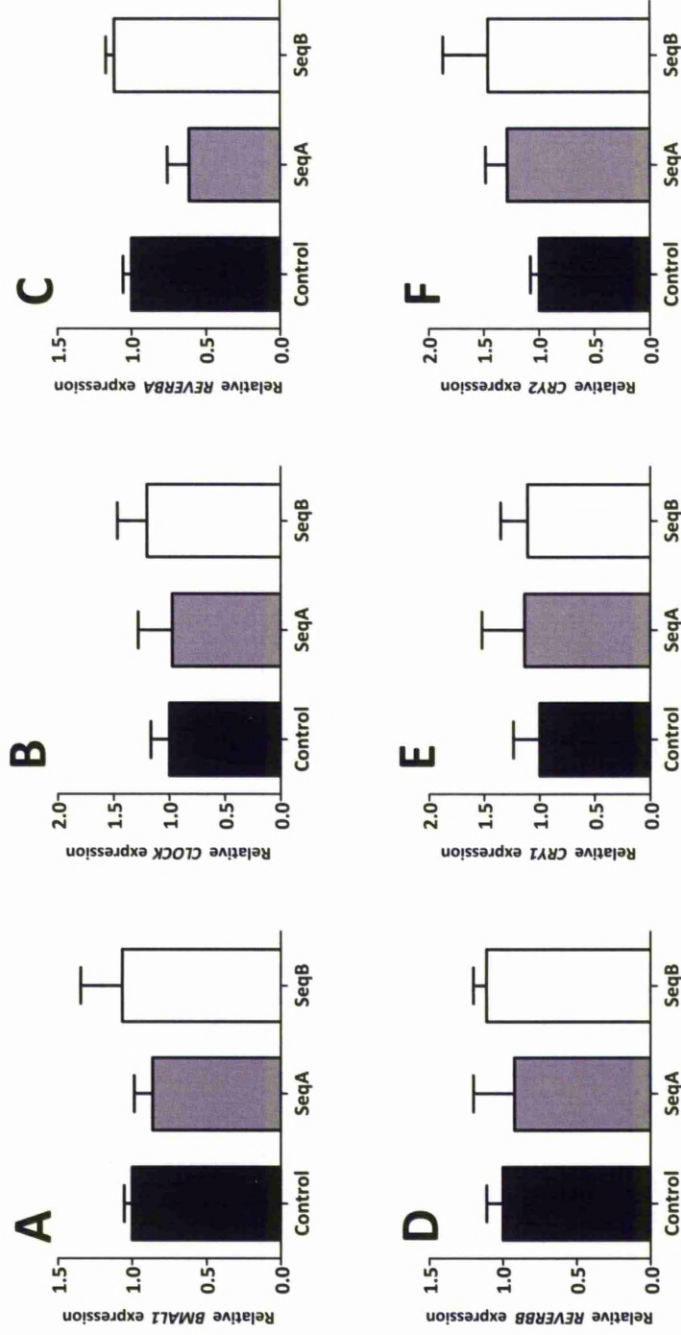 A
Relative BMAL1 expression
1.5
1.0
0.5
0.0
Control SeqA SeqB
B
Relative CLOCK expression
2.0
1.5
1.0
0.5
0.0
Control SeqA SeqB
C
Relative REVERBA expression
1.5
1.0
0.5
0.0
Control SeqA SeqB
D
Relative REVERBB expression
1.5
1.0
0.5
0.0
Control SeqA SeqB
E
Relative CRY1 expression
2.0
1.5
1.0
0.5
0.0
Control SeqA SeqB
F
Relative CRY2 expression
2.0
1.5
1.0
0.5
0.0
Control SeqA SeqB